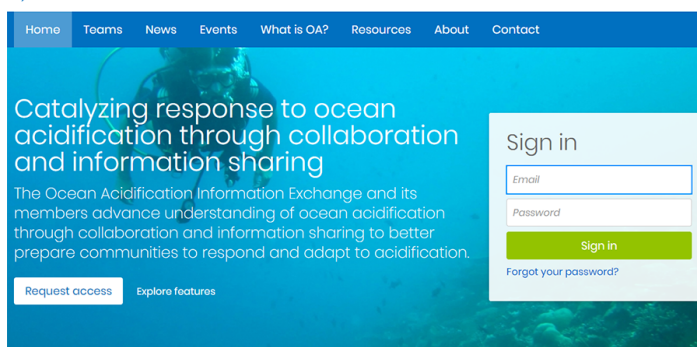 Home Teams News Events What is OA? Resources About Contact
Catalyzing response to ocean
acidification through collaboration
and information sharing
The Ocean Acidification Information Exchange and its
members advance understanding of ocean acidification
through collaboration and information sharing to better
prepare communities to respond and adapt to acidification.
Request access Explore features
Sign in
Email
Password
Sign in
Forgot your password?